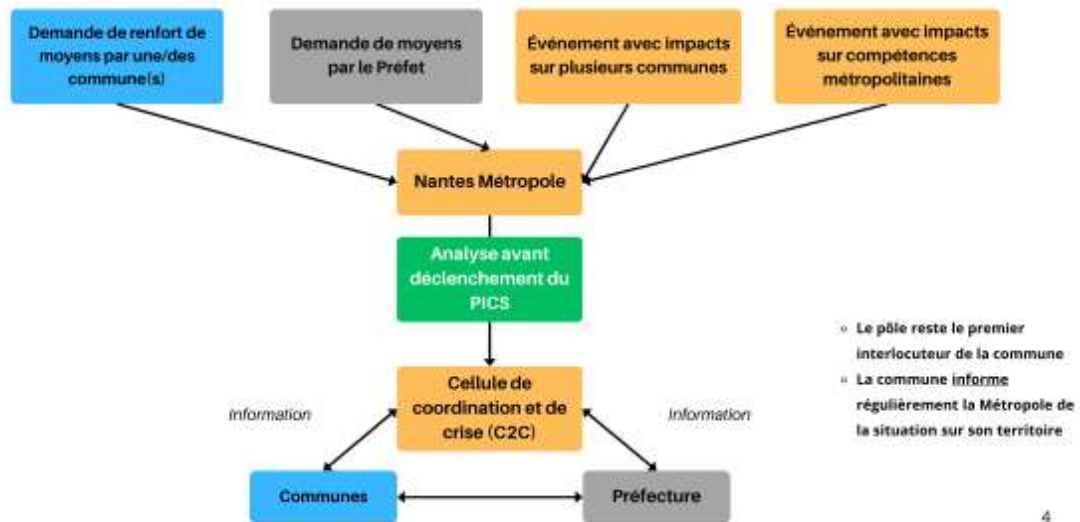 Demande de renfort de
moyens par une/des
commune(s)
Demande de moyens
par le Préfet
Événement avec impacts
sur plusieurs communes
Événement avec impacts
sur compétences
métropolitaines
Nantes Métropole
Analyse avant
déclenchement du
PICS
Cellule de
coordination et de
crise (C2C)
Information
Information
Communes
Préfecture
Le pôle reste le premier
interlocuteur de la commune
La commune informe
régulièrement la Métropole de
la situation sur son territoire
4